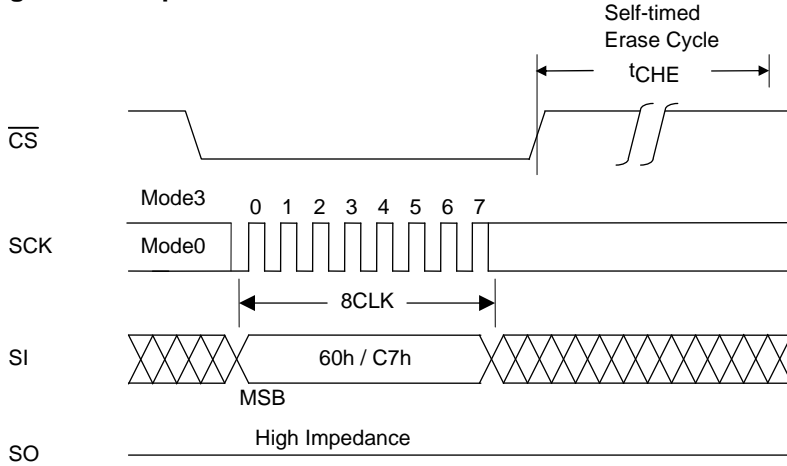 Self-timed
Erase Cycle
tCHE
CS
Mode3
0 1 2 3 4 5 6 7
SCK
Mode0
8CLK
SI
60h / C7h
MSB
High Impedance
SO